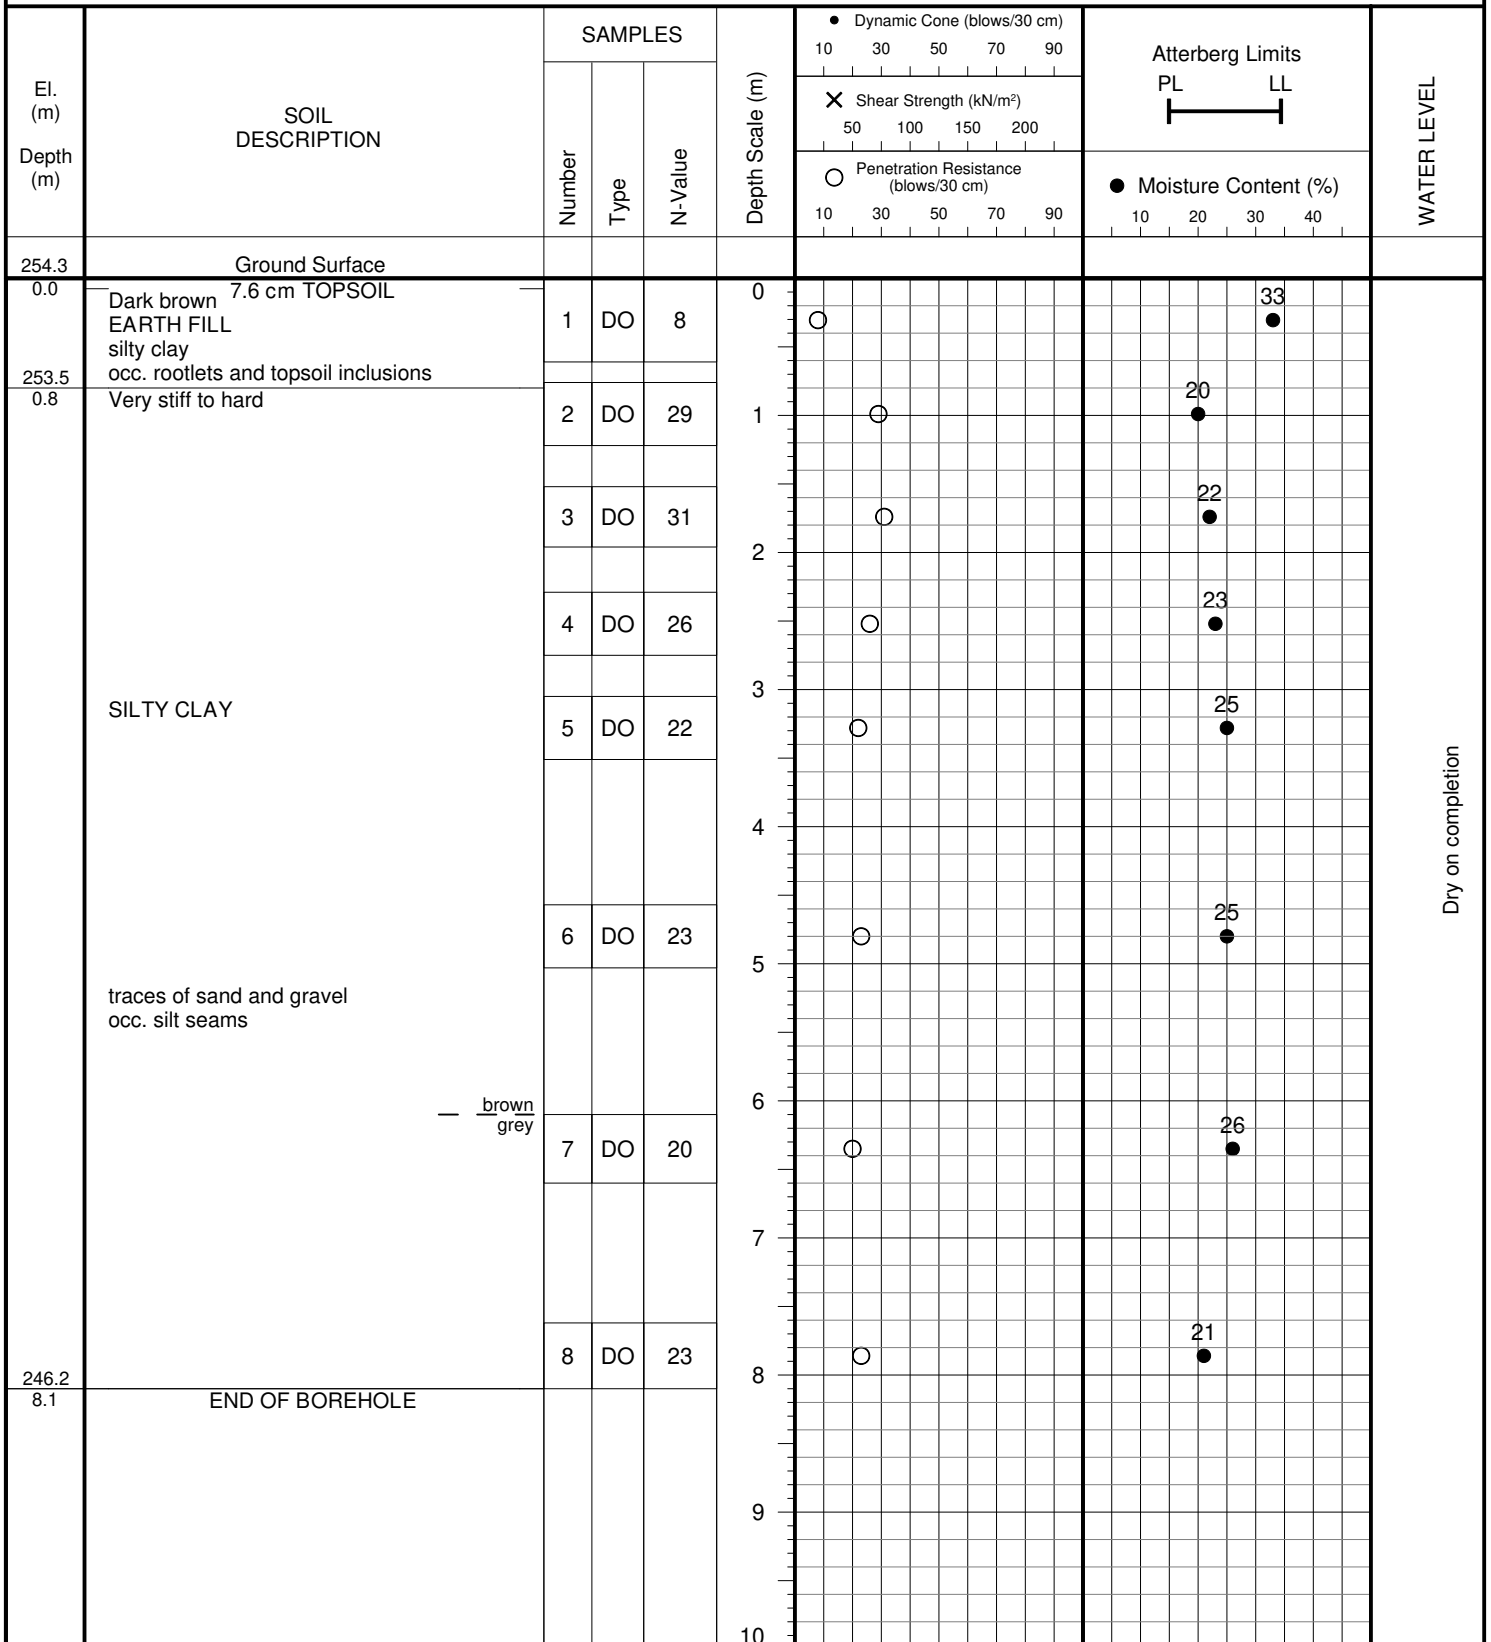 El.
(m)
Depth
(m)
SOIL
DESCRIPTION
SAMPLES
Number
Type
N-Value
Depth Scale (m)
Dynamic Cone (blows/30 cm)
10 30 50 70 90
Shear Strength (kN/m²)
50 100 150 200
Penetration Resistance
(blows/30 cm)
10 30 50 70 90
Atterberg Limits
PL LL
Moisture Content (%)
10 20 30 40
WATER LEVEL
254.3 Ground Surface
0.0 7.6 cm TOPSOIL
Dark brown
EARTH FILL
silty clay
occ. rootlets and topsoil inclusions
1 DO 8
0
33
253.5
0.8 Very stiff to hard
2 DO 29
1
20
3 DO 31
22
2
4 DO 26
23
3
SILTY CLAY
5 DO 22
25
4
Dry on completion
6 DO 23
25
5
traces of sand and gravel
occ. silt seams
6
brown
grey
7 DO 20
26
7
8 DO 23
21
8
246.2
8.1 END OF BOREHOLE
9
10